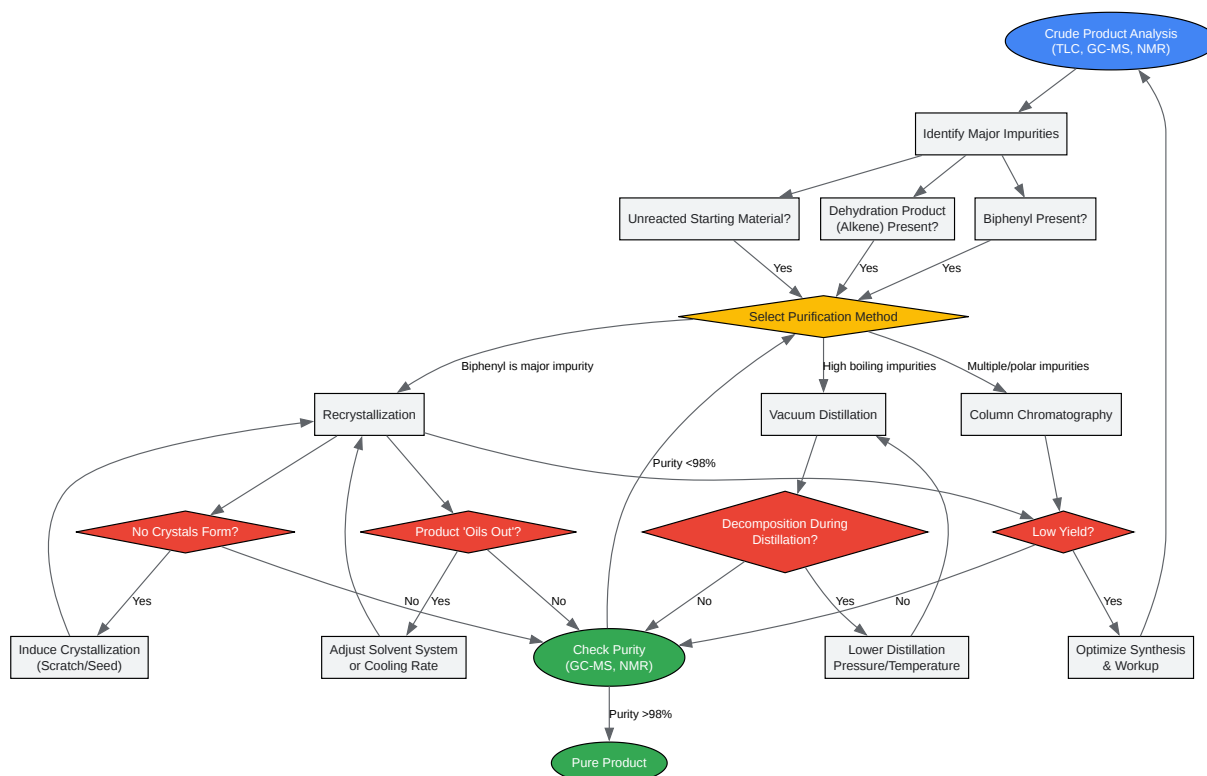 Crude Product Analysis
(TLC, GC-MS, NMR)
Identify Major Impurities
Unreacted Starting Material?
Dehydration Product
(Alkene) Present?
Biphenyl Present?
Yes
Yes
Yes
Select Purification Method
Biphenyl is major impurity
High boiling impurities
Multiple/polar impurities
Recrystallization
Vacuum Distillation
Column Chromatography
Purity <98%
No Crystals Form?
Product 'Oils Out'?
Decomposition During
Distillation?
Low Yield?
Yes
No
Yes
No
No
Yes
No
Yes
Induce Crystallization
(Scratch/Seed)
Adjust Solvent System
or Cooling Rate
Check Purity
(GC-MS, NMR)
Lower Distillation
Pressure/Temperature
Optimize Synthesis
& Workup
Purity >98%
Pure Product